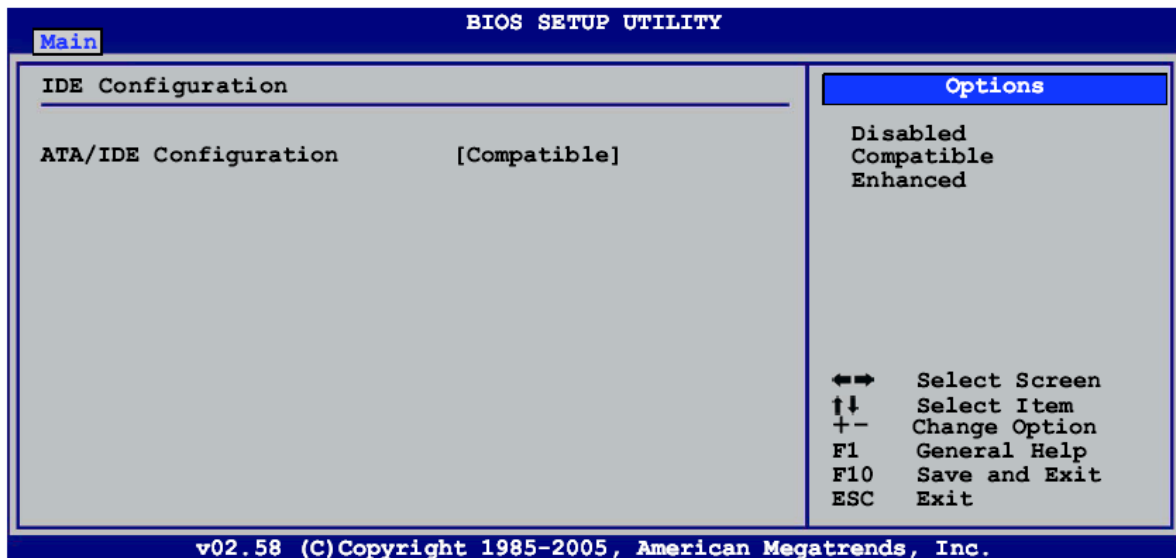 BIOS SETUP UTILITY
Main
IDE Configuration
ATA/IDE Configuration [Compatible]
Options
Disabled
Compatible
Enhanced
←→ Select Screen
↑↓ Select Item
+- Change Option
F1 General Help
F10 Save and Exit
ESC Exit
v02.58 (C)Copyright 1985-2005, American Megatrends, Inc.